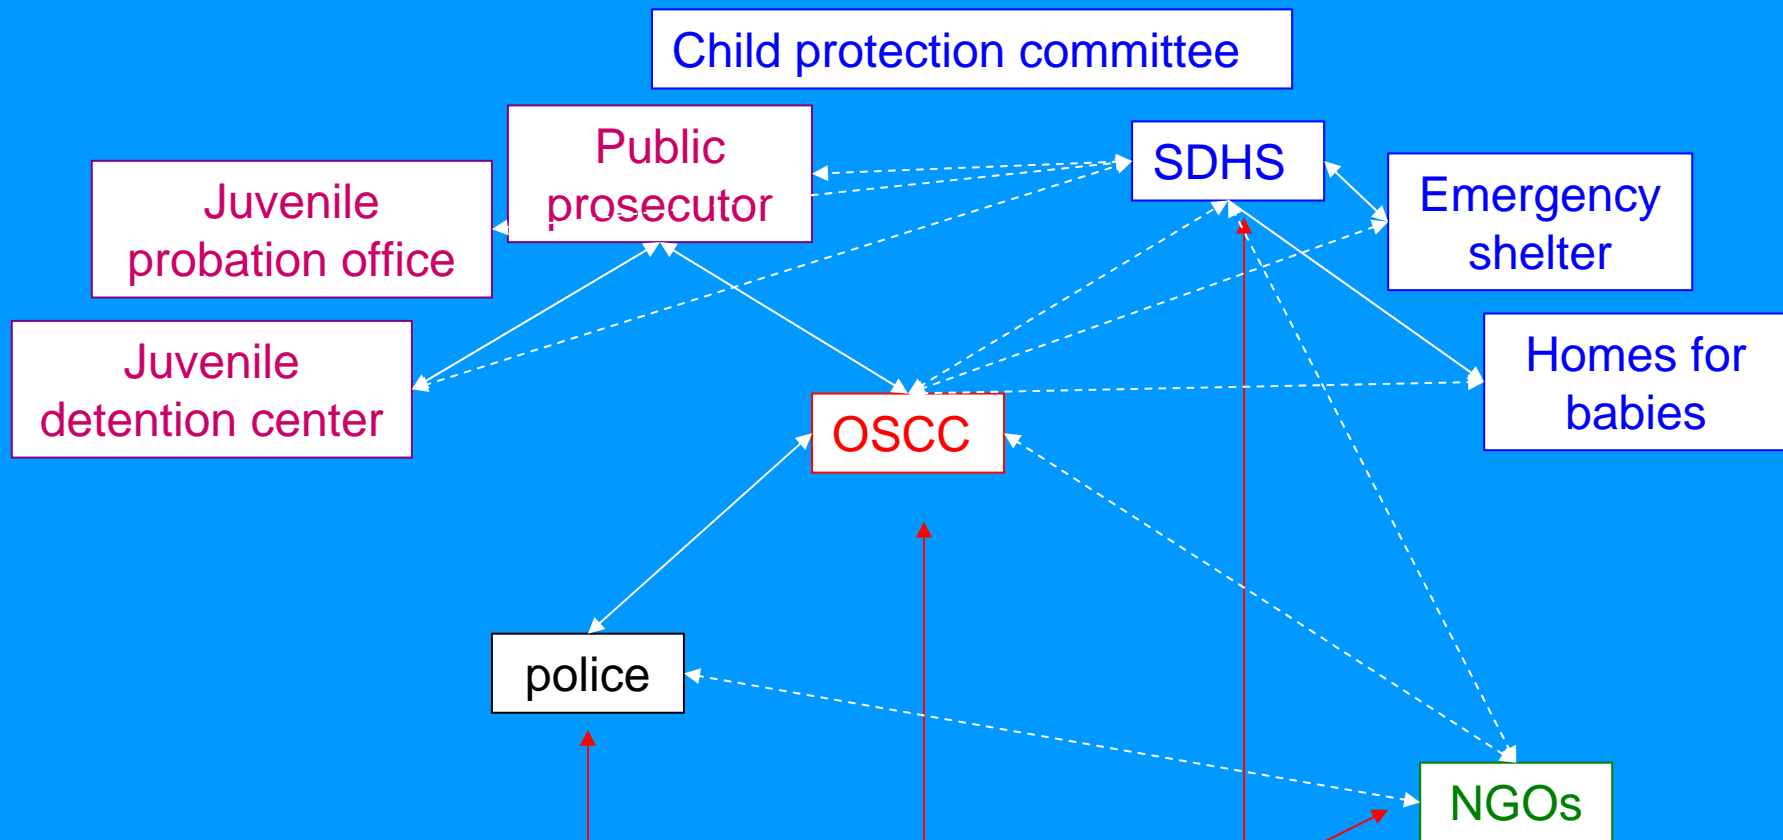 Child protection committee
Public
prosecutor
SDHS
Juvenile
probation office
Emergency
shelter
Juvenile
detention center
Homes for
babies
OSCC
police
NGOs